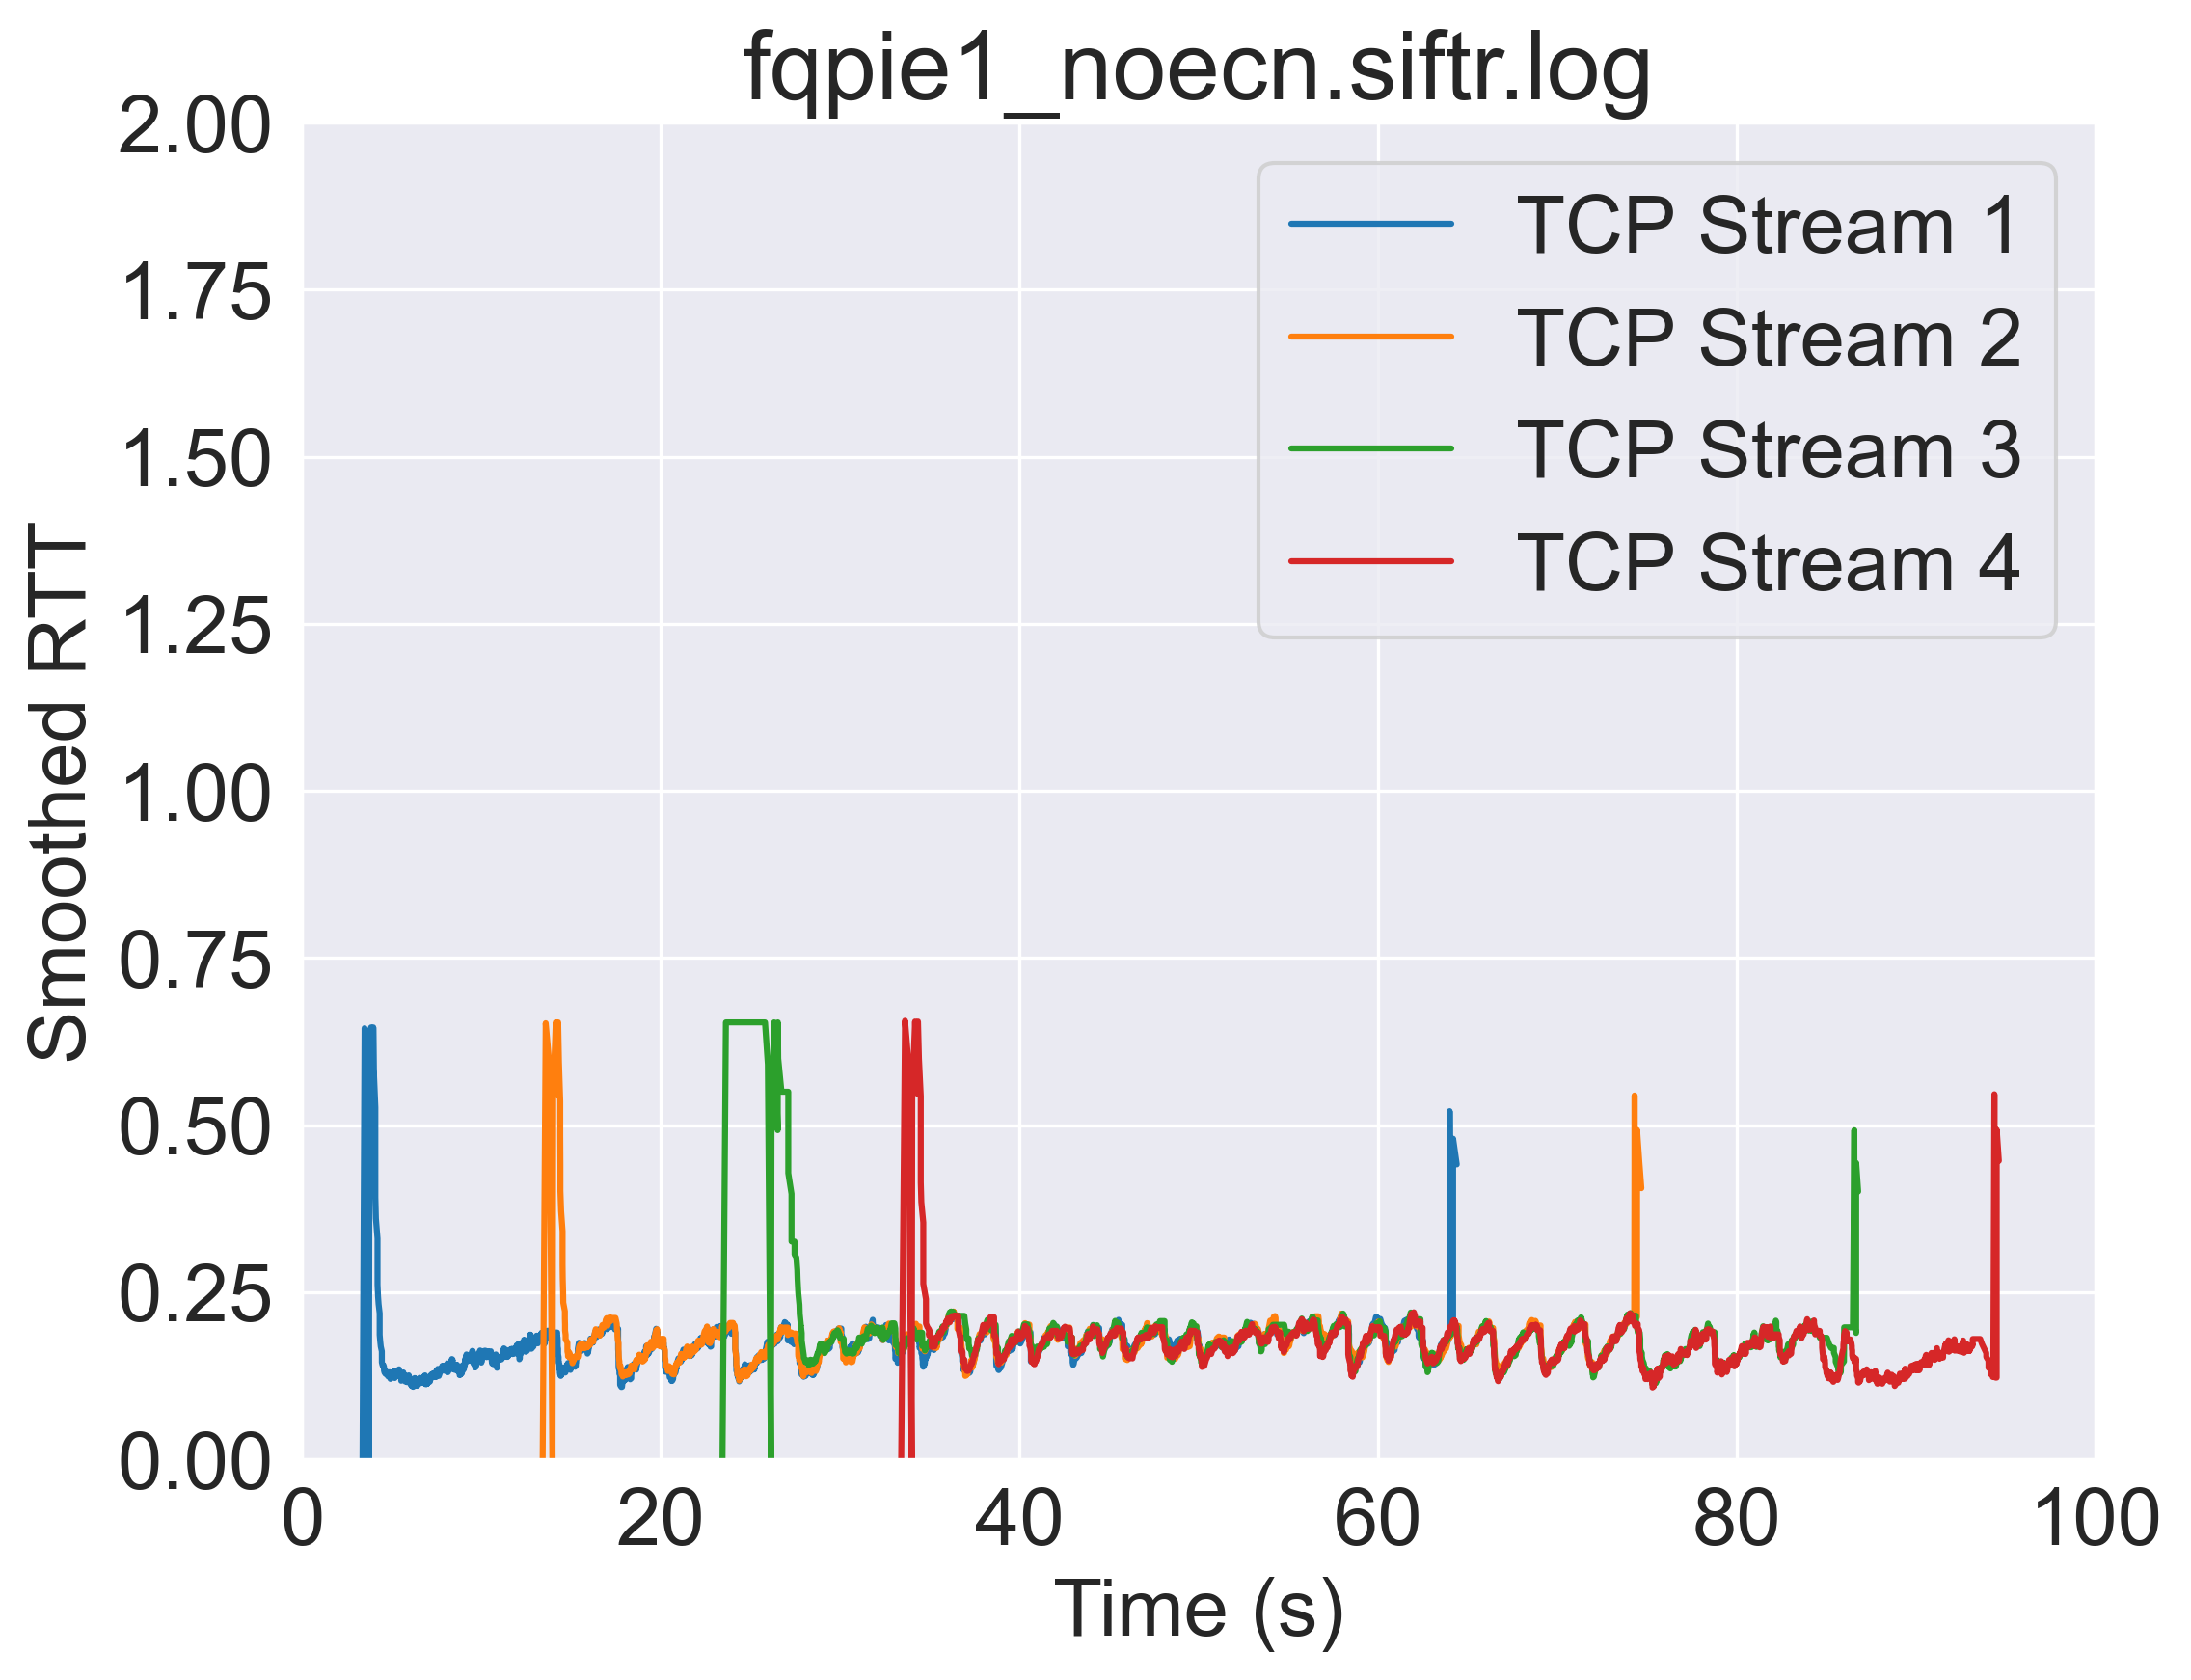 fqpie1_noecn.siftr.log
2.00
1.75
1.50
1.25
1.00
0.75
0.50
0.25
0.00
Smoothed RTT
TCP Stream 1
TCP Stream 2
TCP Stream 3
TCP Stream 4
0 20 40 60 80 100
Time (s)